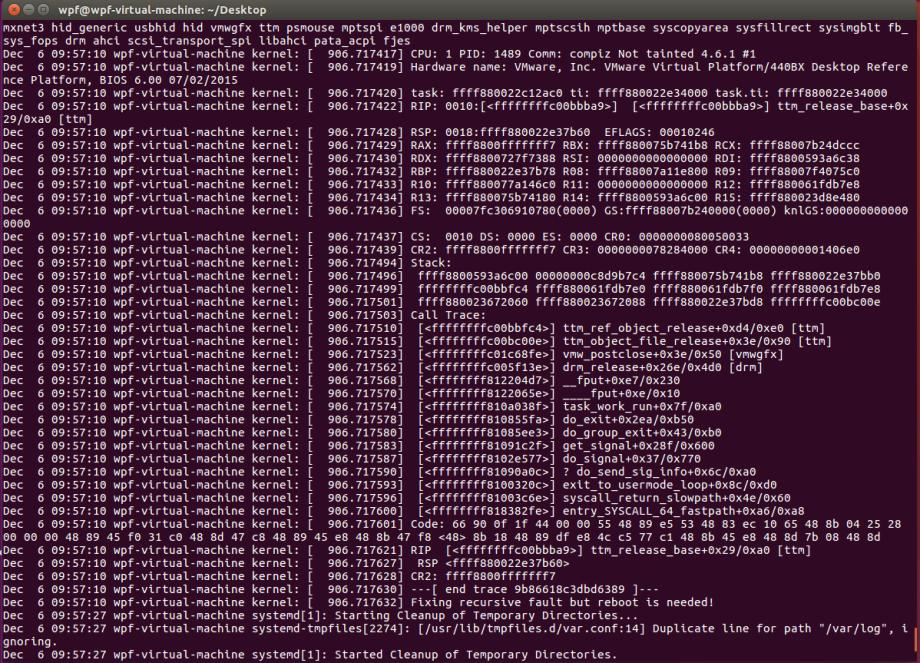 wpf@wpf-virtual-machine: ~/Desktop
mxnet3 hid_generic usbhid hid vmwgfx ttm psmouse mptspi e1000 drm_kms_helper mptscsih mptbase syscopyarea sysfillrect sysimgblt fb_
sys_fops drm ahci scsi_transport_spi libahci pata_acpi fjes
Dec  6 09:57:10 wpf-virtual-machine kernel: [  906.717417] CPU: 1 PID: 1489 Comm: compiz Not tainted 4.6.1 #1
Dec  6 09:57:10 wpf-virtual-machine kernel: [  906.717419] Hardware name: VMware, Inc. VMware Virtual Platform/440BX Desktop Refere
nce Platform, BIOS 6.00 07/02/2015
Dec  6 09:57:10 wpf-virtual-machine kernel: [  906.717420] task: ffff880022c12ac0 ti: ffff880022e34000 task.ti: ffff880022e34000
Dec  6 09:57:10 wpf-virtual-machine kernel: [  906.717422] RIP: 0010:[<ffffffffc00bbba9>]  [<ffffffffc00bbba9>] ttm_release_base+0x
29/0xa0 [ttm]
Dec  6 09:57:10 wpf-virtual-machine kernel: [  906.717428] RSP: 0018:ffff880022e37b60  EFLAGS: 00010246
Dec  6 09:57:10 wpf-virtual-machine kernel: [  906.717429] RAX: ffff8800fffffff7 RBX: ffff880075b741b8 RCX: ffff88007b24dccc
Dec  6 09:57:10 wpf-virtual-machine kernel: [  906.717430] RDX: ffff8800727f7388 RSI: 0000000000000000 RDI: ffff8800593a6c38
Dec  6 09:57:10 wpf-virtual-machine kernel: [  906.717432] RBP: ffff880022e37b78 R08: ffff88007a11e800 R09: ffff88007f4075c0
Dec  6 09:57:10 wpf-virtual-machine kernel: [  906.717433] R10: ffff880077a146c0 R11: 0000000000000000 R12: ffff880061fdb7e8
Dec  6 09:57:10 wpf-virtual-machine kernel: [  906.717434] R13: ffff880075b74180 R14: ffff8800593a6c00 R15: ffff880023d8e480
Dec  6 09:57:10 wpf-virtual-machine kernel: [  906.717436] FS:  00007fc306910780(0000) GS:ffff88007b240000(0000) knlGS:000000000000
0000
Dec  6 09:57:10 wpf-virtual-machine kernel: [  906.717437] CS:  0010 DS: 0000 ES: 0000 CR0: 0000000080050033
Dec  6 09:57:10 wpf-virtual-machine kernel: [  906.717439] CR2: ffff8800fffffff7 CR3: 0000000078284000 CR4: 00000000001406e0
Dec  6 09:57:10 wpf-virtual-machine kernel: [  906.717494] Stack:
Dec  6 09:57:10 wpf-virtual-machine kernel: [  906.717496]  ffff8800593a6c00 00000000c8d9b7c4 ffff880075b741b8 ffff880022e37bb0
Dec  6 09:57:10 wpf-virtual-machine kernel: [  906.717499]  ffffffffc00bbfc4 ffff880061fdb7e0 ffff880061fdb7f0 ffff880061fdb7e8
Dec  6 09:57:10 wpf-virtual-machine kernel: [  906.717501]  ffff880023672060 ffff880023672088 ffff880022e37bd8 ffffffffc00bc00e
Dec  6 09:57:10 wpf-virtual-machine kernel: [  906.717503] Call Trace:
Dec  6 09:57:10 wpf-virtual-machine kernel: [  906.717510]  [<ffffffffc00bbfc4>] ttm_ref_object_release+0xd4/0xe0 [ttm]
Dec  6 09:57:10 wpf-virtual-machine kernel: [  906.717515]  [<ffffffffc00bc00e>] ttm_object_file_release+0x3e/0x90 [ttm]
Dec  6 09:57:10 wpf-virtual-machine kernel: [  906.717523]  [<ffffffffc01c68fe>] vmw_postclose+0x3e/0x50 [vmwgfx]
Dec  6 09:57:10 wpf-virtual-machine kernel: [  906.717562]  [<ffffffffc005f13e>] drm_release+0x26e/0x4d0 [drm]
Dec  6 09:57:10 wpf-virtual-machine kernel: [  906.717568]  [<ffffffff812204d7>] __fput+0xe7/0x230
Dec  6 09:57:10 wpf-virtual-machine kernel: [  906.717570]  [<ffffffff8122065e>] ____fput+0xe/0x10
Dec  6 09:57:10 wpf-virtual-machine kernel: [  906.717574]  [<ffffffff810a038f>] task_work_run+0x7f/0xa0
Dec  6 09:57:10 wpf-virtual-machine kernel: [  906.717578]  [<ffffffff810855fa>] do_exit+0x2ea/0xb50
Dec  6 09:57:10 wpf-virtual-machine kernel: [  906.717580]  [<ffffffff81085ee3>] do_group_exit+0x43/0xb0
Dec  6 09:57:10 wpf-virtual-machine kernel: [  906.717583]  [<ffffffff81091c2f>] get_signal+0x28f/0x600
Dec  6 09:57:10 wpf-virtual-machine kernel: [  906.717587]  [<ffffffff8102e577>] do_signal+0x37/0x770
Dec  6 09:57:10 wpf-virtual-machine kernel: [  906.717590]  [<ffffffff81090a0c>] ? do_send_sig_info+0x6c/0xa0
Dec  6 09:57:10 wpf-virtual-machine kernel: [  906.717593]  [<ffffffff8100320c>] exit_to_usermode_loop+0x8c/0xd0
Dec  6 09:57:10 wpf-virtual-machine kernel: [  906.717596]  [<ffffffff81003c6e>] syscall_return_slowpath+0x4e/0x60
Dec  6 09:57:10 wpf-virtual-machine kernel: [  906.717600]  [<ffffffff818382fe>] entry_SYSCALL_64_fastpath+0xa6/0xa8
Dec  6 09:57:10 wpf-virtual-machine kernel: [  906.717601] Code: 66 90 0f 1f 44 00 00 55 48 89 e5 53 48 83 ec 10 65 48 8b 04 25 28
00 00 00 48 89 45 f0 31 c0 48 8d 47 c8 48 89 45 e8 48 8b 47 f8 <48> 8b 18 48 89 df e8 4c c5 77 c1 48 8b 45 e8 48 8d 7b 08 48 8d
Dec  6 09:57:10 wpf-virtual-machine kernel: [  906.717621] RIP  [<ffffffffc00bbba9>] ttm_release_base+0x29/0xa0 [ttm]
Dec  6 09:57:10 wpf-virtual-machine kernel: [  906.717627]  RSP <ffff880022e37b60>
Dec  6 09:57:10 wpf-virtual-machine kernel: [  906.717628] CR2: ffff8800fffffff7
Dec  6 09:57:10 wpf-virtual-machine kernel: [  906.717630] ---[ end trace 9b86618c3dbd6389 ]---
Dec  6 09:57:10 wpf-virtual-machine kernel: [  906.717632] Fixing recursive fault but reboot is needed!
Dec  6 09:57:27 wpf-virtual-machine systemd[1]: Starting Cleanup of Temporary Directories...
Dec  6 09:57:27 wpf-virtual-machine systemd-tmpfiles[2274]: [/usr/lib/tmpfiles.d/var.conf:14] Duplicate line for path "/var/log", i
gnoring.
Dec  6 09:57:27 wpf-virtual-machine systemd[1]: Started Cleanup of Temporary Directories.